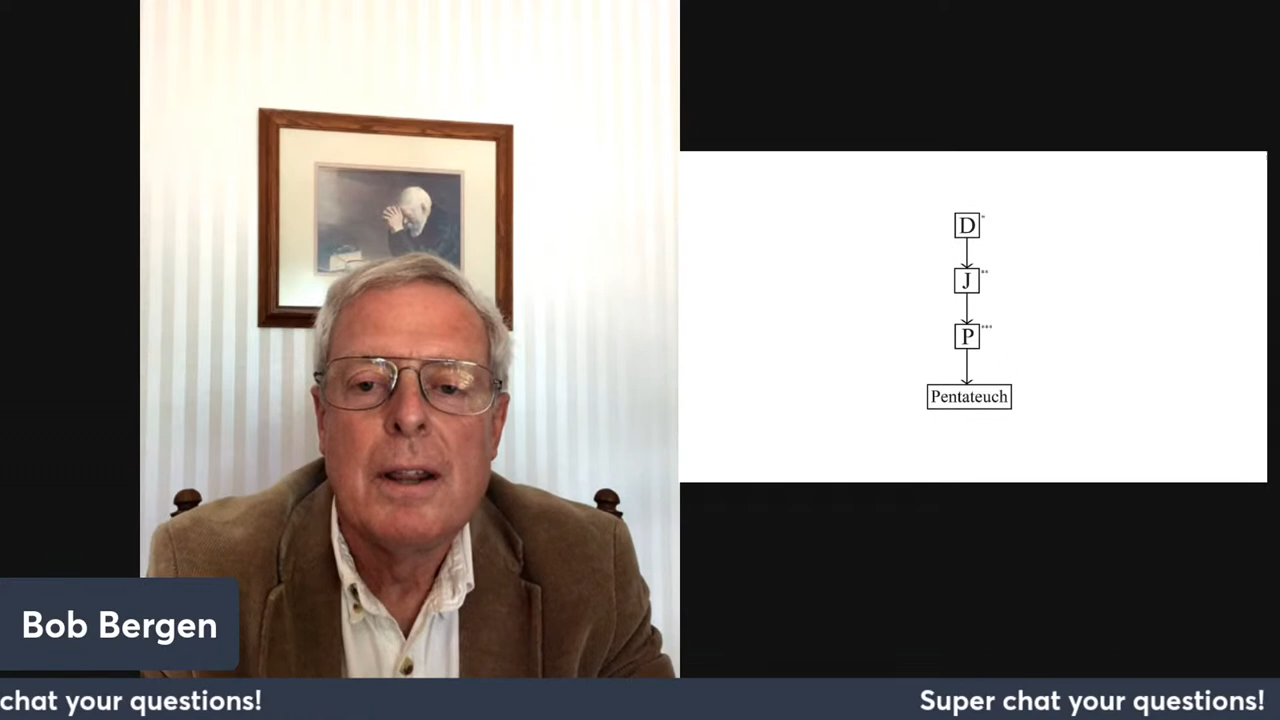 D*
J**
P***
Pentateuch
Bob Bergen
chat your questions!
Super chat your questions!